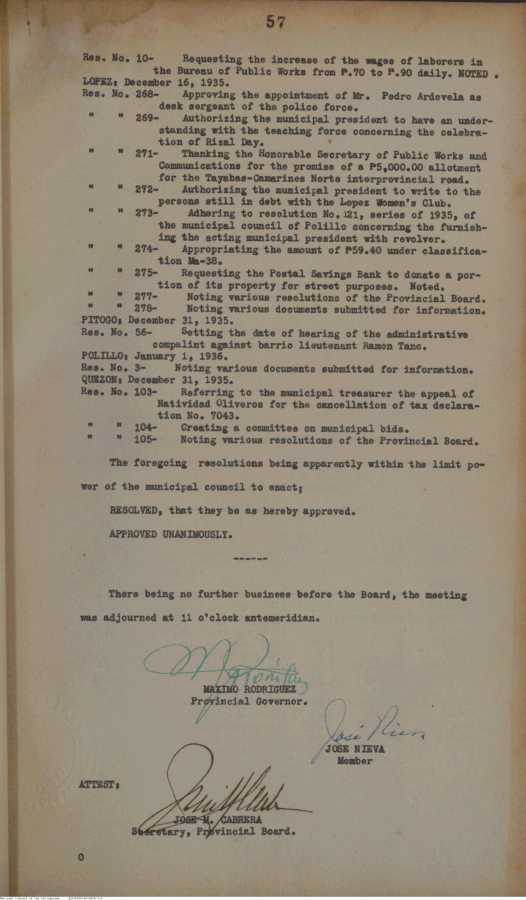 57
Res. No. 10- Requesting the increase of the wages of laborers in
the Bureau of Public Works from ₱.70 to ₱.90 daily. NOTED.
LOPEZ; December 16, 1935.
Res. No. 268- Approving the appointment of Mr. Pedro Ardevela as
desk sergeant of the police force.
" " 269- Authorizing the municipal president to have an under-
standing with the teaching force concerning the celebra-
tion of Rizal Day.
" " 271- Thanking the Honorable Secretary of Public Works and
Communications for the promise of a ₱5,000.00 allotment
for the Tayabas-Camarines Norte interprovincial road.
" " 272- Authorizing the municipal president to write to the
persons still in debt with the Lopez Women's Club.
" " 273- Adhering to resolution No. 121, series of 1935, of
the municipal council of Polillo concerning the furnish-
ing the acting municipal president with revolver.
" " 274- Appropriating the amount of ₱59.40 under classifica-
tion Ma-38.
" " 275- Requesting the Postal Savings Bank to donate a por-
tion of its property for street purposes. Noted.
" " 277- Noting various resolutions of the Provincial Board.
" " 278- Noting various documents submitted for information.
PITOGO; December 31, 1935.
Res. No. 56- Setting the date of hearing of the administrative
compalint against barrio lieutenant Ramon Tano.
POLILLO; January 1, 1936.
Res. No. 3- Noting various documents submitted for information.
QUEZON; December 31, 1935.
Res. No. 103- Referring to the municipal treasurer the appeal of
Natividad Oliveros for the cancellation of tax declara-
tion No. 7043.
" " 104- Creating a committee on municipal bids.
" " 105- Noting various resolutions of the Provincial Board.
The foregoing resolutions being apparently within the limit po-
wer of the municipal council to enact;
RESOLVED, that they be as hereby approved.
APPROVED UNANIMOUSLY.
------
There being no further business before the Board, the meeting
was adjourned at 11 o'clock antemeridian.
MAXIMO RODRIGUEZ
Provincial Governor.
Jose Nieva
JOSE NIEVA
Member
ATTEST;
JOSE M. CABRERA
Secretary, Provincial Board.
O